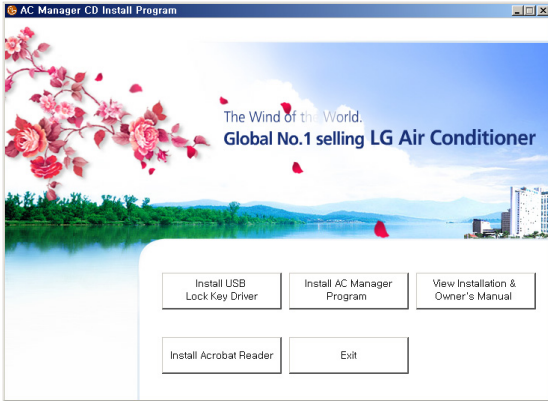 AC Manager CD Install Program
The Wind of the World.
Global No.1 selling LG Air Conditioner
Install USB
Lock Key Driver
Install AC Manager
Program
View Installation &
Owner's Manual
Install Acrobat Reader
Exit